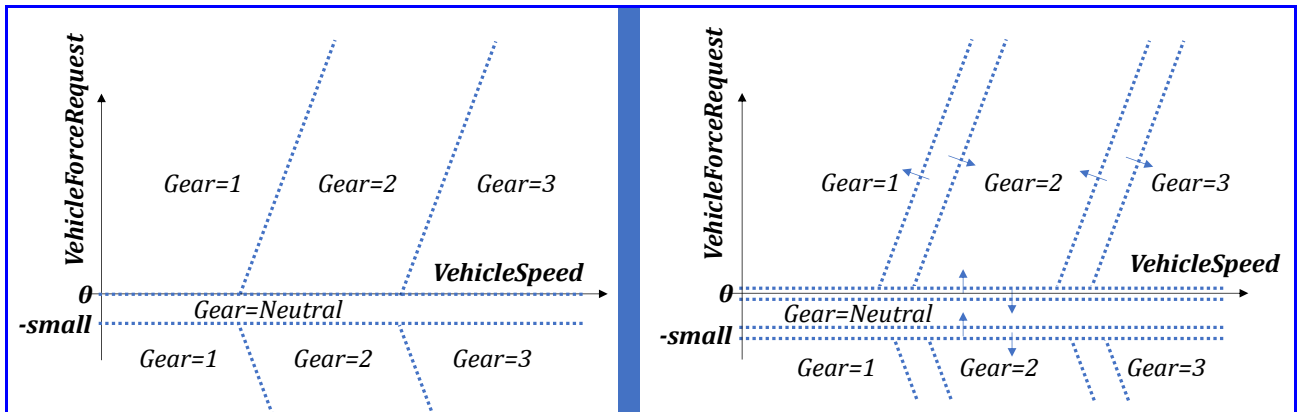 VehicleForceRequest
Gear=1
Gear=2
Gear=3
VehicleSpeed
0
Gear=Neutral
-small
Gear=1
Gear=2
Gear=3
VehicleForceRequest
Gear=1
Gear=2
Gear=3
VehicleSpeed
0
Gear=Neutral
-small
Gear=1
Gear=2
Gear=3